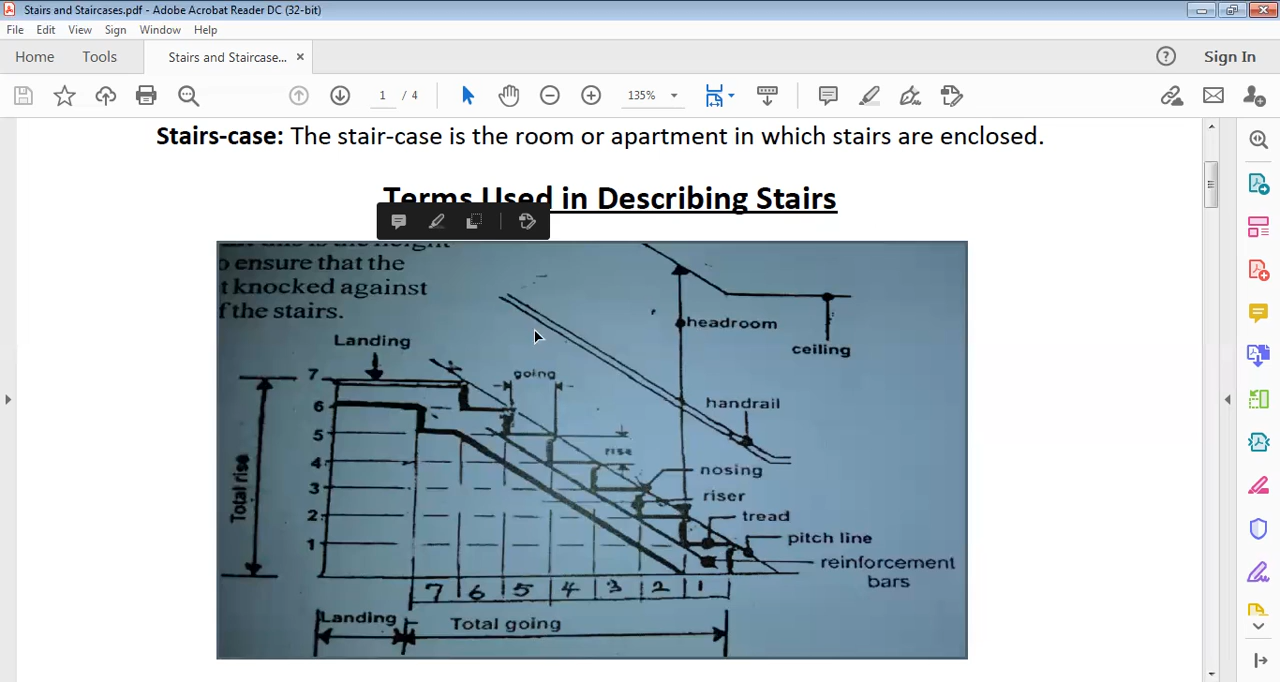 Stairs and Staircases.pdf - Adobe Acrobat Reader DC (32-bit)
File Edit View Sign Window Help
Home Tools Stairs and Staircase... × Sign In
1 / 4 135%
Stairs-case: The stair-case is the room or apartment in which stairs are enclosed.
Terms Used in Describing Stairs
this is the height
o ensure that the
t knocked against
f the stairs.
headroom
ceiling
Landing
going
handrail
7
6
5
4
3
2
1
rise
nosing
riser
tread
pitch line
reinforcement
bars
Total rise
7 6 5 4 3 2 1
Landing Total going